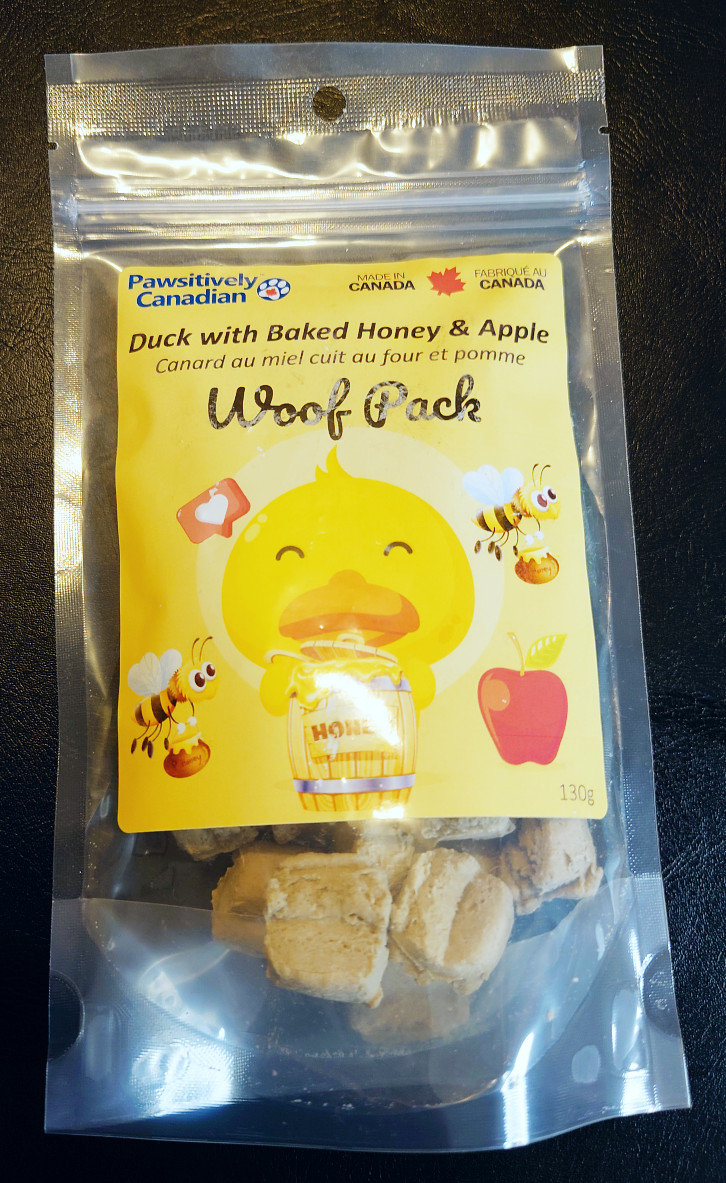 Pawsitively
Canadian
MADE IN
CANADA
FABRIQUÉ AU
CANADA
Duck with Baked Honey & Apple
Canard au miel cuit au four et pomme
Woof Pack
130g